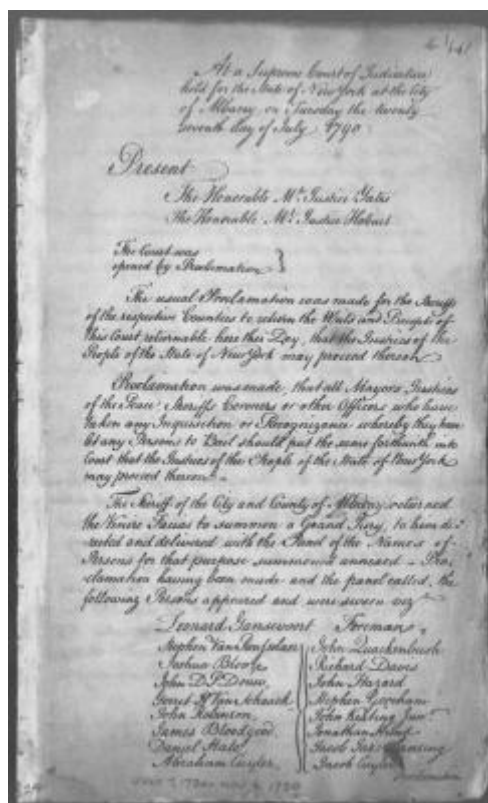 At a Supreme Court of Judicature
held for the State of New York at the City
of Albany on Tuesday the twenty
seventh day of July 1790
Present
The Honorable Mr. Justice Yates
The Honorable Mr. Justice Hobart
The Court was
opened by Proclamation
The usual Proclamation was made for the Sheriffs
of the respective Counties to return the Writs and Precepts of
this Court returnable here this Day, that the Justices of the
People of the State of New York may proceed thereon
Proclamation was made, that all Mayors Justices
of the Peace Sheriffs Coroners or other Officers who have
taken any Inquisition or Recognizance whereby they have
let any Persons to Bail should put the same forthwith into
Court that the Justices of the People of the State of New York
may proceed thereon
The Sheriff of the City and County of Albany returned
the Venire Facias to summon a Grand Jury, to him di
rected and delivered with the Panel of the Names of
Persons for that purpose summoned annexed - Pro
clamation having been made and the panel called, the
following Persons appeared and were sworn viz
Leonard Gansevoort Foreman
Stephen Van Rensselaer John Quackenbush
Joshua Bloore Richard Davis
John D. P. Douw John Hazard
Gerret Van Schaick Stephen
John Robinson John Keating Junr.
James Bloodgood Jonathan
Daniel Hale Jacob Lansing
Abraham Cuyler Jacob Cuyler